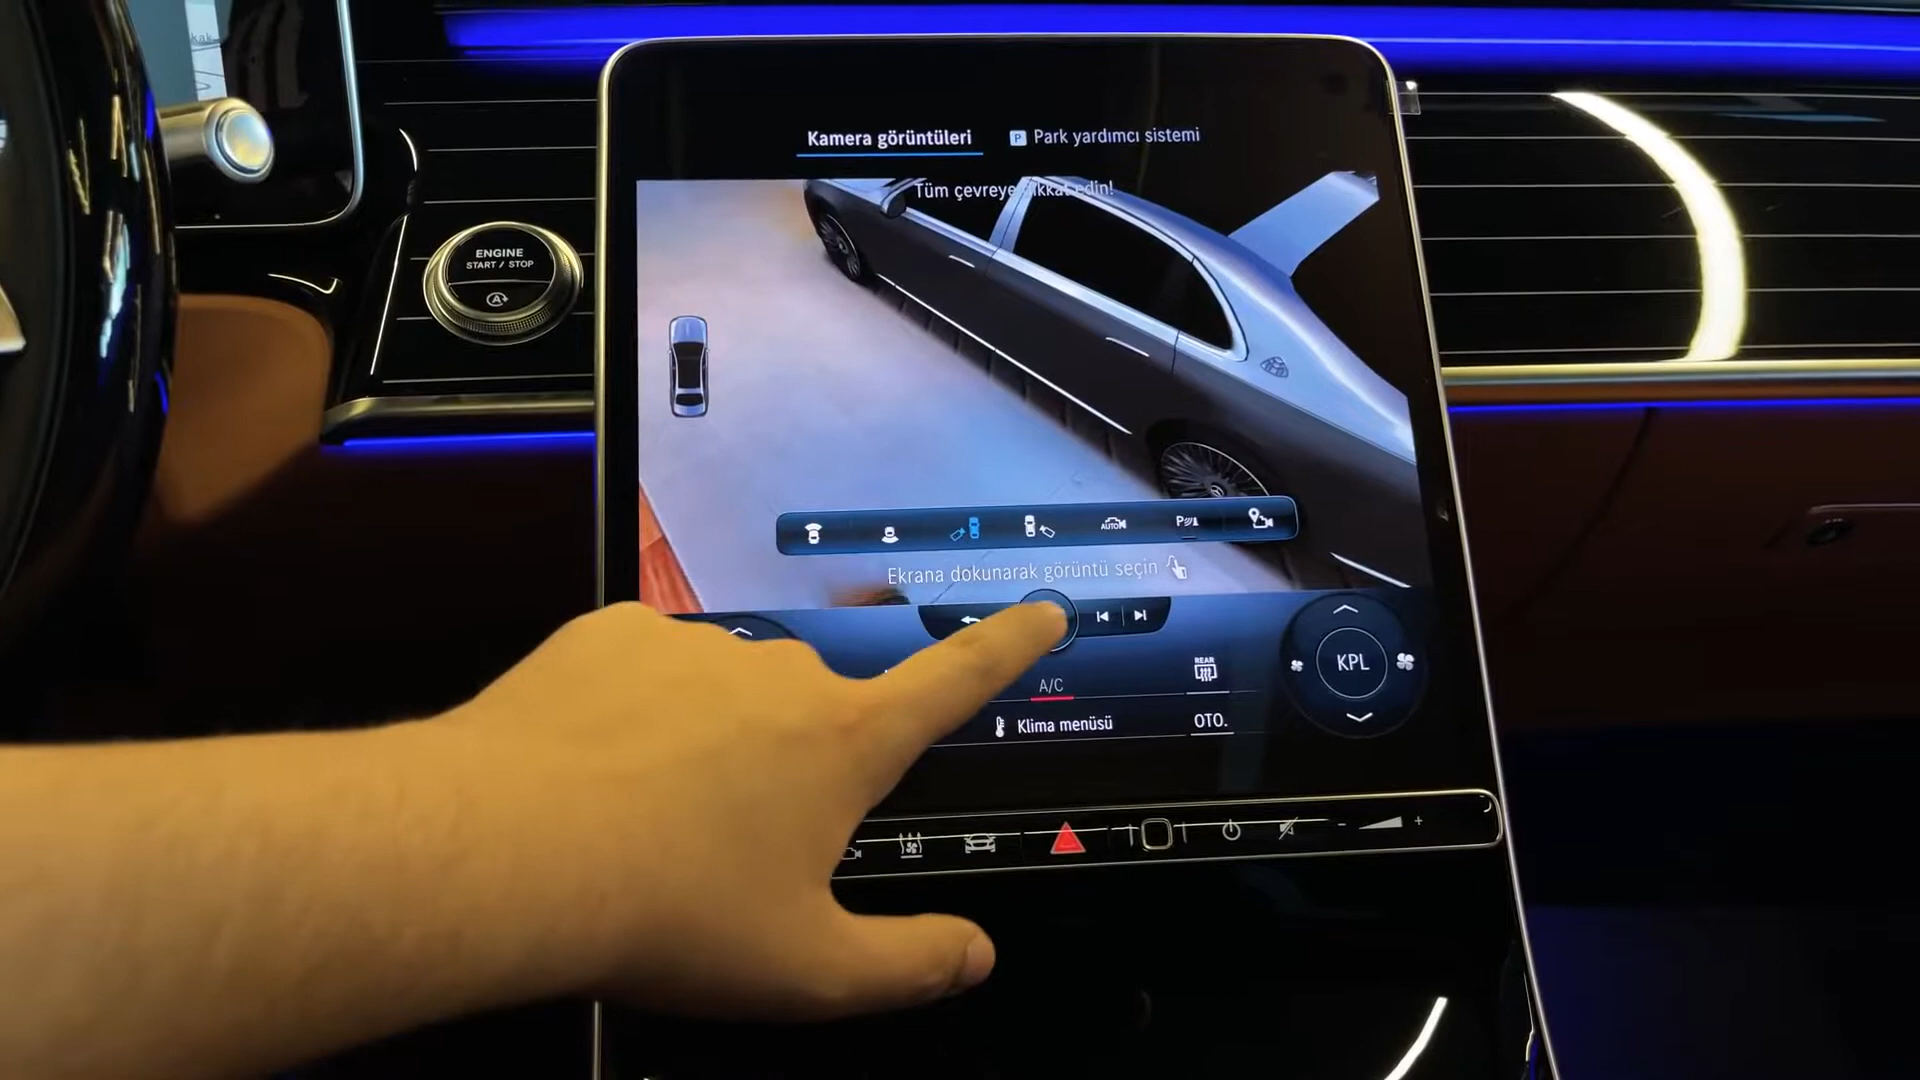 kak
ENGINE
START / STOP
A
Kamera görüntüleri
P Park yardımcı sistemi
Tüm çevreye dikkat edin!
AUTO
P
Ekrana dokunarak görüntü seçin
REAR
KPL
A/C
Klima menüsü
OTO.
- +